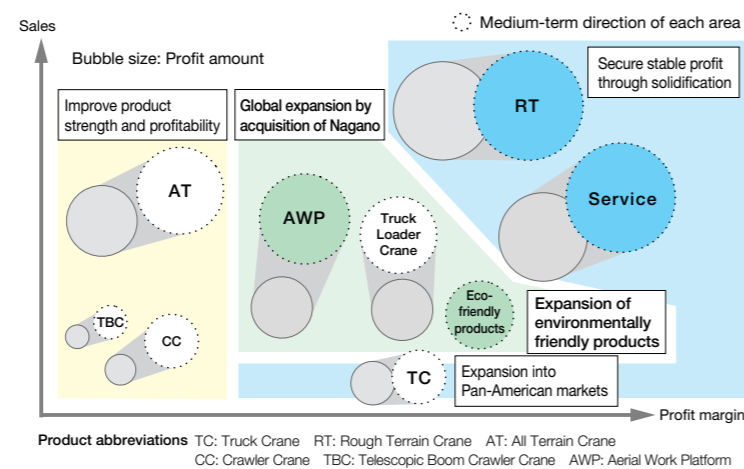 Sales
Medium-term direction of each area
Bubble size: Profit amount
Improve product
strength and profitability
Global expansion by
acquisition of Nagano
Secure stable profit
through solidification
RT
AT
AWP
Truck
Loader
Crane
Service
TBC
CC
Eco-
friendly
products
Expansion of
environmentally
friendly products
TC
Expansion into
Pan-American markets
Profit margin
Product abbreviations TC: Truck Crane RT: Rough Terrain Crane AT: All Terrain Crane
CC: Crawler Crane TBC: Telescopic Boom Crawler Crane AWP: Aerial Work Platform